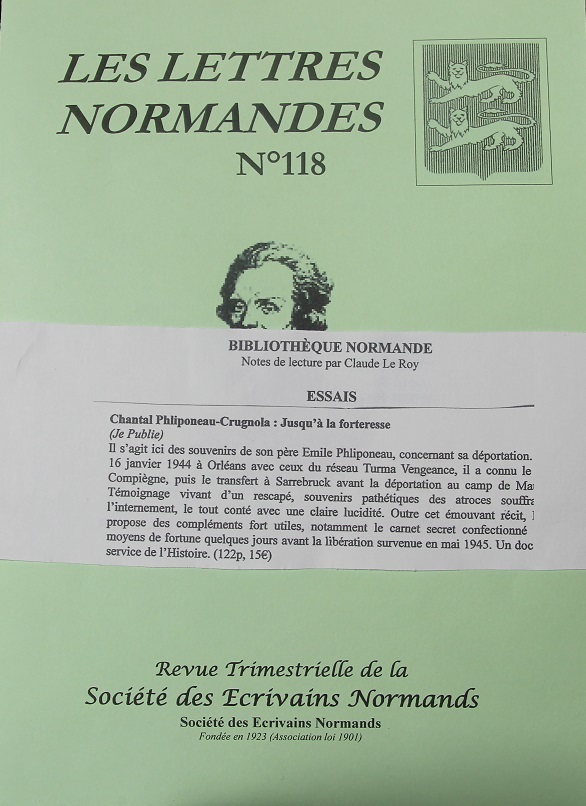 LES LETTRES
NORMANDES
N°118
BIBLIOTHÈQUE NORMANDE
Notes de lecture par Claude Le Roy
ESSAIS
Chantal Phliponeau-Crugnola : Jusqu'à la forteresse
(Je Publie)
Il s'agit ici des souvenirs de son père Emile Phliponeau, concernant sa déportation.
16 janvier 1944 à Orléans avec ceux du réseau Turma Vengeance, il a connu le
Compiègne, puis le transfert à Sarrebruck avant la déportation au camp de Ma
Témoignage vivant d'un rescapé, souvenirs pathétiques des atroces souffra
l'internement, le tout conté avec une claire lucidité. Outre cet émouvant récit,
propose des compléments fort utiles, notamment le carnet secret confectionné
moyens de fortune quelques jours avant la libération survenue en mai 1945. Un doc
service de l'Histoire. (122p, 15€)
Revue Trimestrielle de la
Société des Ecrivains Normands
Société des Ecrivains Normands
Fondée en 1923 (Association loi 1901)